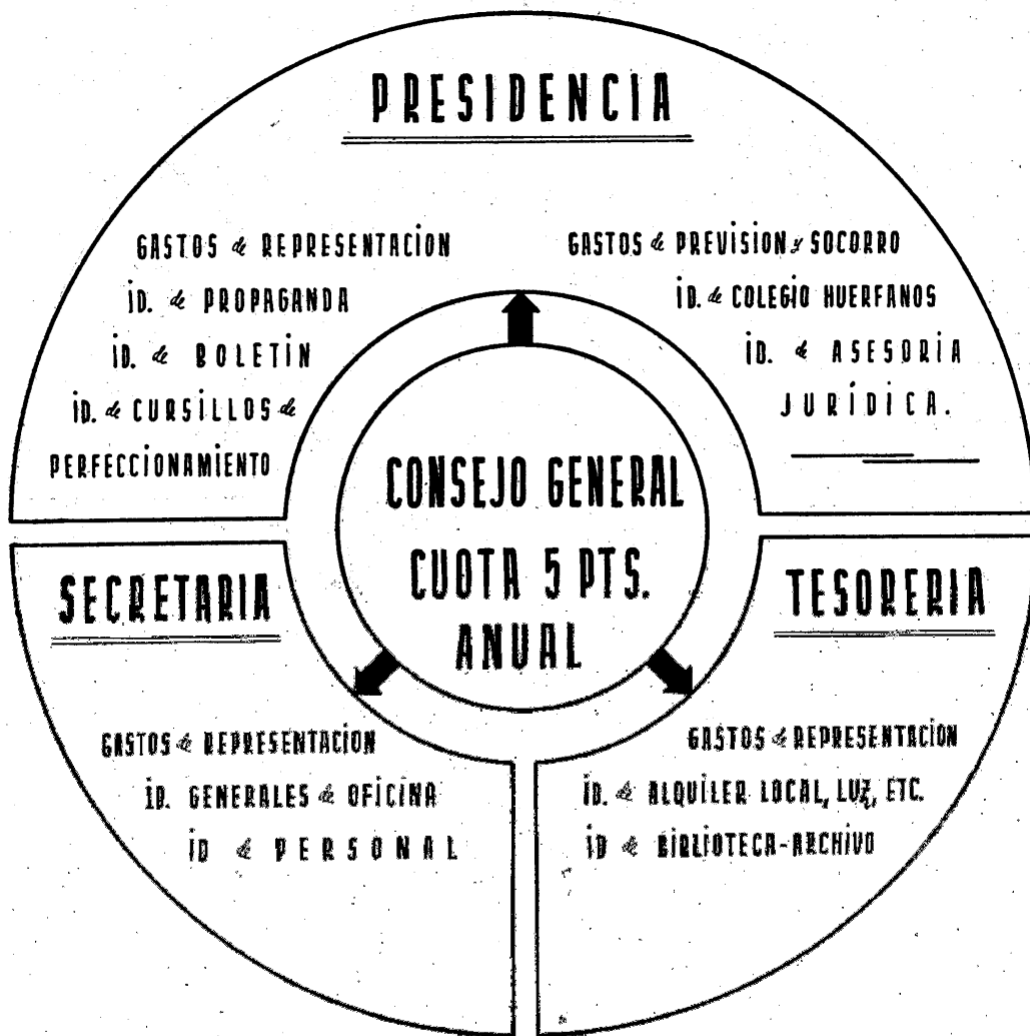 PRESIDENCIA
GASTOS de REPRESENTACION
ID. de PROPAGANDA
ID. de BOLETIN
ID. de CURSILLOS de
PERFECCIONAMIENTO
GASTOS de PREVISION y SOCORRO
ID. de COLEGIO HUERFANOS
ID. de ASESORIA
JURÍDICA.
CONSEJO GENERAL
CUOTA 5 PTS.
ANUAL
SECRETARIA
GASTOS de REPRESENTACION
ID. GENERALES de OFICINA
ID de PERSONAL
TESORERIA
GASTOS de REPRESENTACION
ID. de ALQUILER LOCAL, LUZ, ETC.
ID de BIBLIOTECA-ARCHIVO